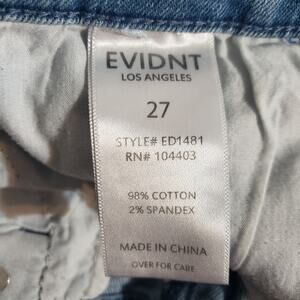 EVIDNT
LOS ANGELES
27
STYLE# ED1481
RN# 104403
98% COTTON
2% SPANDEX
MADE IN CHINA
OVER FOR CARE